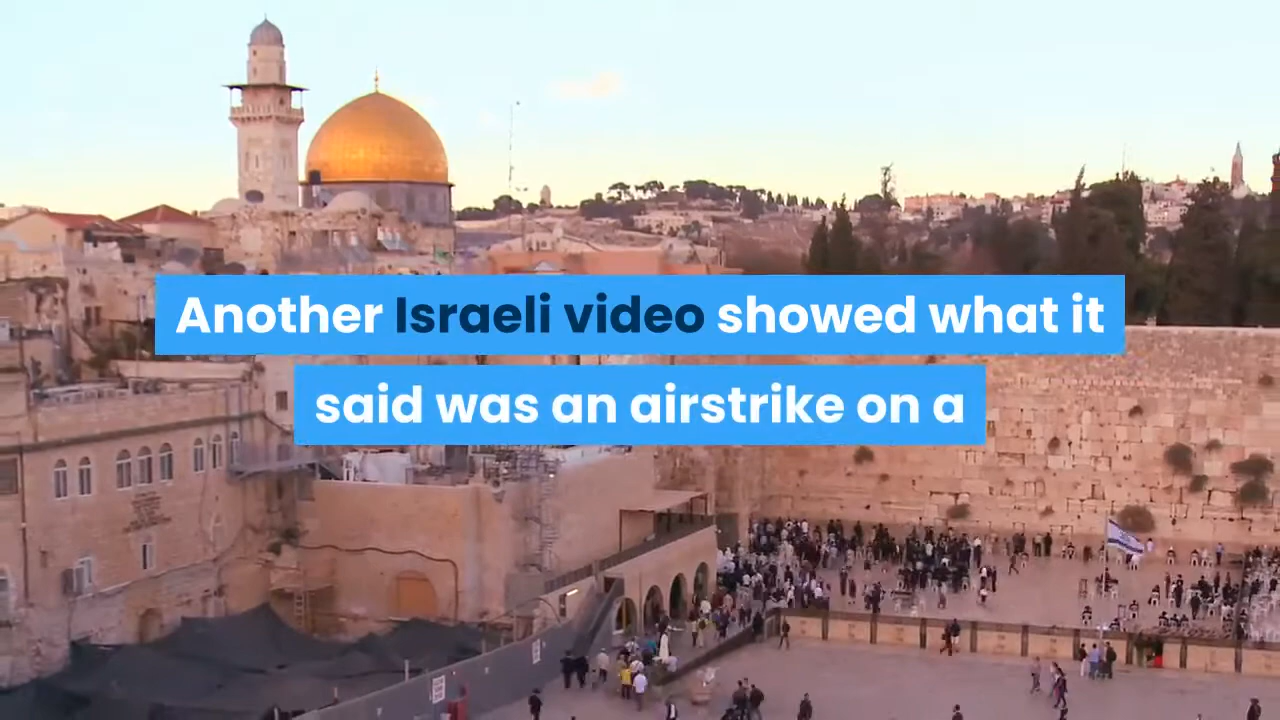 Another Israeli video showed what it
said was an airstrike on a